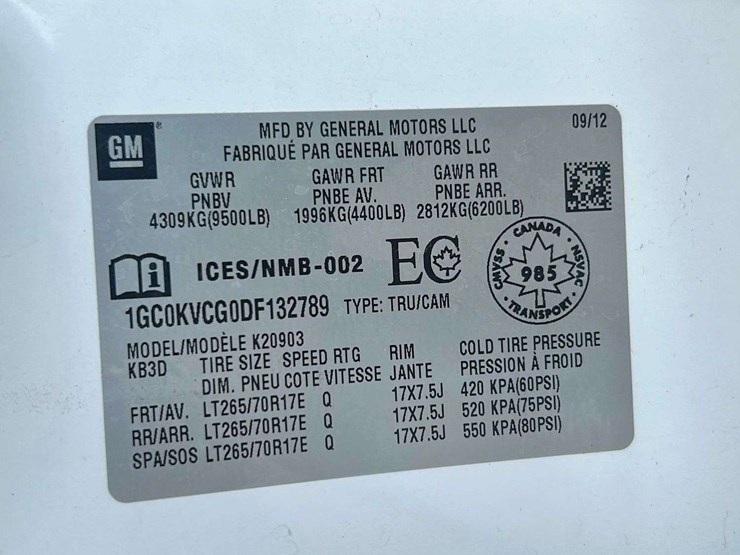 GM ®
MFD BY GENERAL MOTORS LLC 09/12
FABRIQUÉ PAR GENERAL MOTORS LLC
GVWR GAWR FRT GAWR RR
PNBV PNBE AV. PNBE ARR.
4309KG(9500LB) 1996KG(4400LB) 2812KG(6200LB)
i ICES/NMB-002 EC
CANADA
CMVSS • 985 • NSVAC
• TRANSPORT •
1GC0KVCG0DF132789 TYPE: TRU/CAM
MODEL/MODÈLE K20903
KB3D TIRE SIZE SPEED RTG RIM COLD TIRE PRESSURE
DIM. PNEU COTE VITESSE JANTE PRESSION À FROID
FRT/AV. LT265/70R17E Q 17X7.5J 420 KPA(60PSI)
RR/ARR. LT265/70R17E Q 17X7.5J 520 KPA(75PSI)
SPA/SOS LT265/70R17E Q 17X7.5J 550 KPA(80PSI)